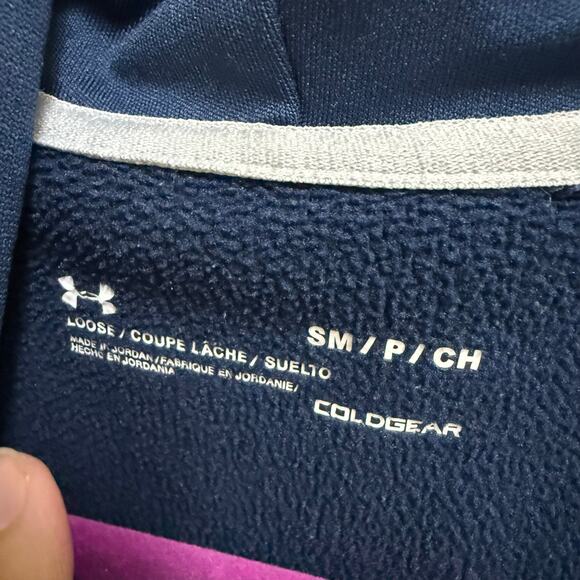 LOOSE / COUPE LÂCHE / SUELTO
MADE IN JORDAN / FABRIQUE EN JORDANIE /
HECHO EN JORDANIA
SM / P / CH
COLDGEAR